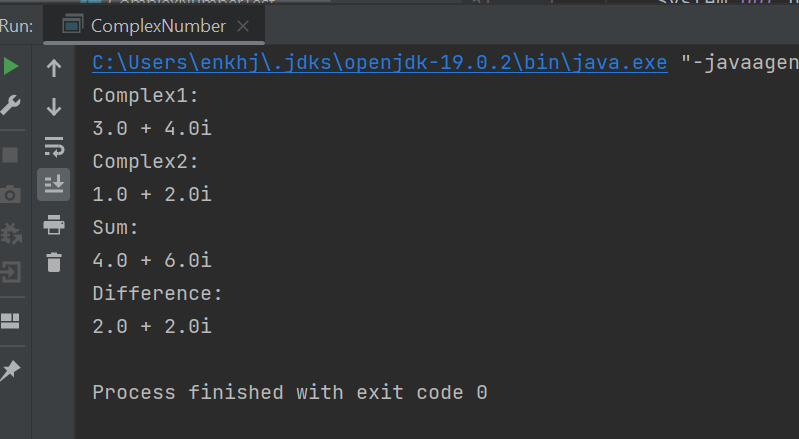 Run:
ComplexNumber
C:\Users\enkhj\.jdks\openjdk-19.0.2\bin\java.exe "-javaagen
Complex1:
3.0 + 4.0i
Complex2:
1.0 + 2.0i
Sum:
4.0 + 6.0i
Difference:
2.0 + 2.0i
Process finished with exit code 0